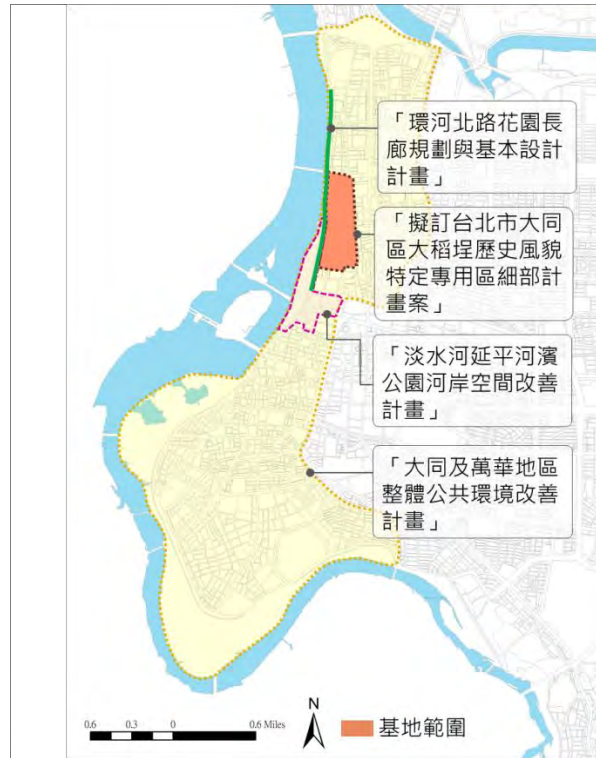 「環河北路花園長
廊規劃與基本設計
計畫」
「擬訂台北市大同
區大稻埕歷史風貌
特定專用區細部計
畫案」
「淡水河延平河濱
公園河岸空間改善
計畫」
「大同及萬華地區
整體公共環境改善
計畫」
0.6 0.3 0 0.6 Miles
N
基地範圍